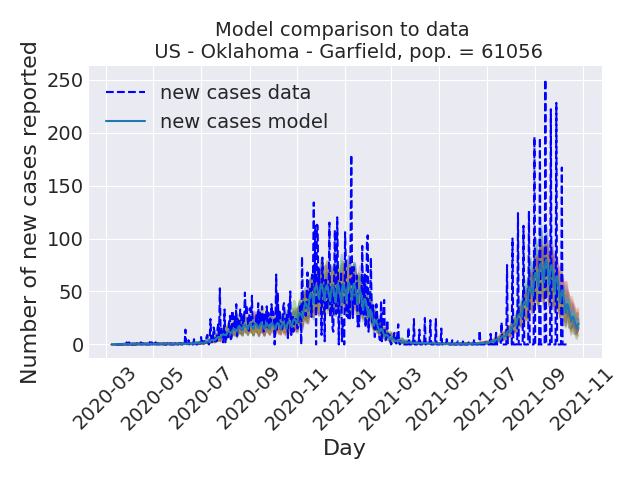 Model comparison to data
US - Oklahoma - Garfield, pop. = 61056
Number of new cases reported
250
200
150
100
50
0
new cases data
new cases model
2020-03
2020-05
2020-07
2020-09
2020-11
2021-01
2021-03
2021-05
2021-07
2021-09
2021-11
Day